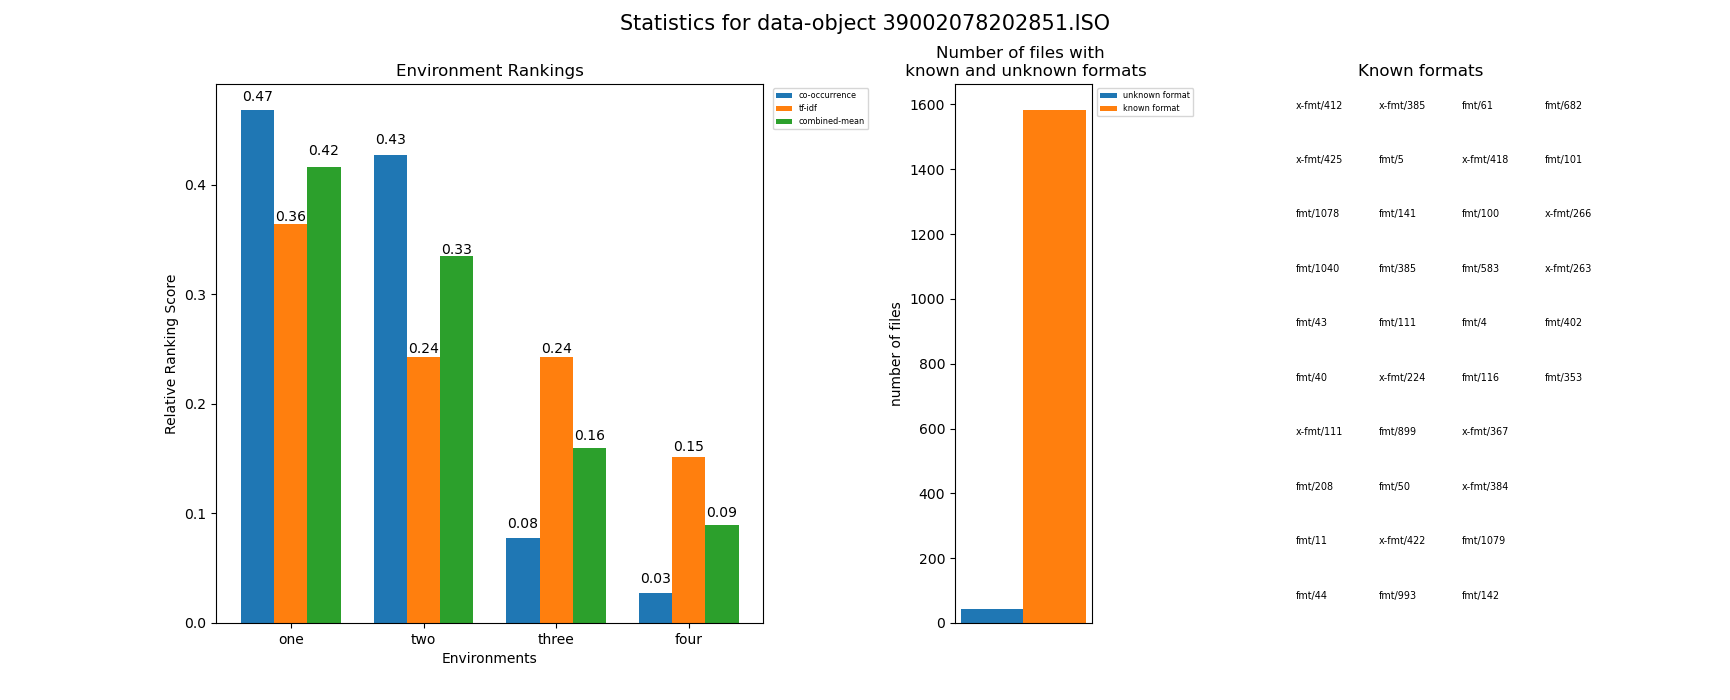 Statistics for data-object 39002078202851.ISO
Environment Rankings
0.47
0.43
0.42
0.36
0.33
0.24
0.24
0.16
0.15
0.08
0.09
0.03
0.4
0.3
0.2
0.1
0.0
Relative Ranking Score
one two three four
Environments
co-occurrence
tf-idf
combined-mean
Number of files with
known and unknown formats
1600
1400
1200
1000
800
600
400
200
0
number of files
unknown format
known format
Known formats
x-fmt/412 x-fmt/385 fmt/61 fmt/682
x-fmt/425 fmt/5 x-fmt/418 fmt/101
fmt/1078 fmt/141 fmt/100 x-fmt/266
fmt/1040 fmt/385 fmt/583 x-fmt/263
fmt/43 fmt/111 fmt/4 fmt/402
fmt/40 x-fmt/224 fmt/116 fmt/353
x-fmt/111 fmt/899 x-fmt/367
fmt/208 fmt/50 x-fmt/384
fmt/11 x-fmt/422 fmt/1079
fmt/44 fmt/993 fmt/142